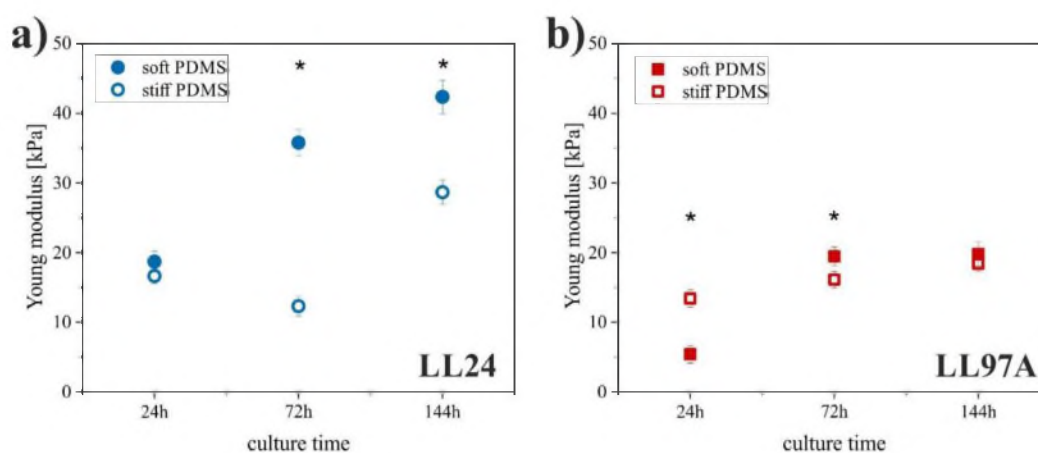 a)
50
40
30
20
10
0
Young modulus [kPa]
soft PDMS
stiff PDMS
*
*
LL24
24h
72h
144h
culture time
b)
50
40
30
20
10
0
Young modulus [kPa]
soft PDMS
stiff PDMS
*
*
LL97A
24h
72h
144h
culture time